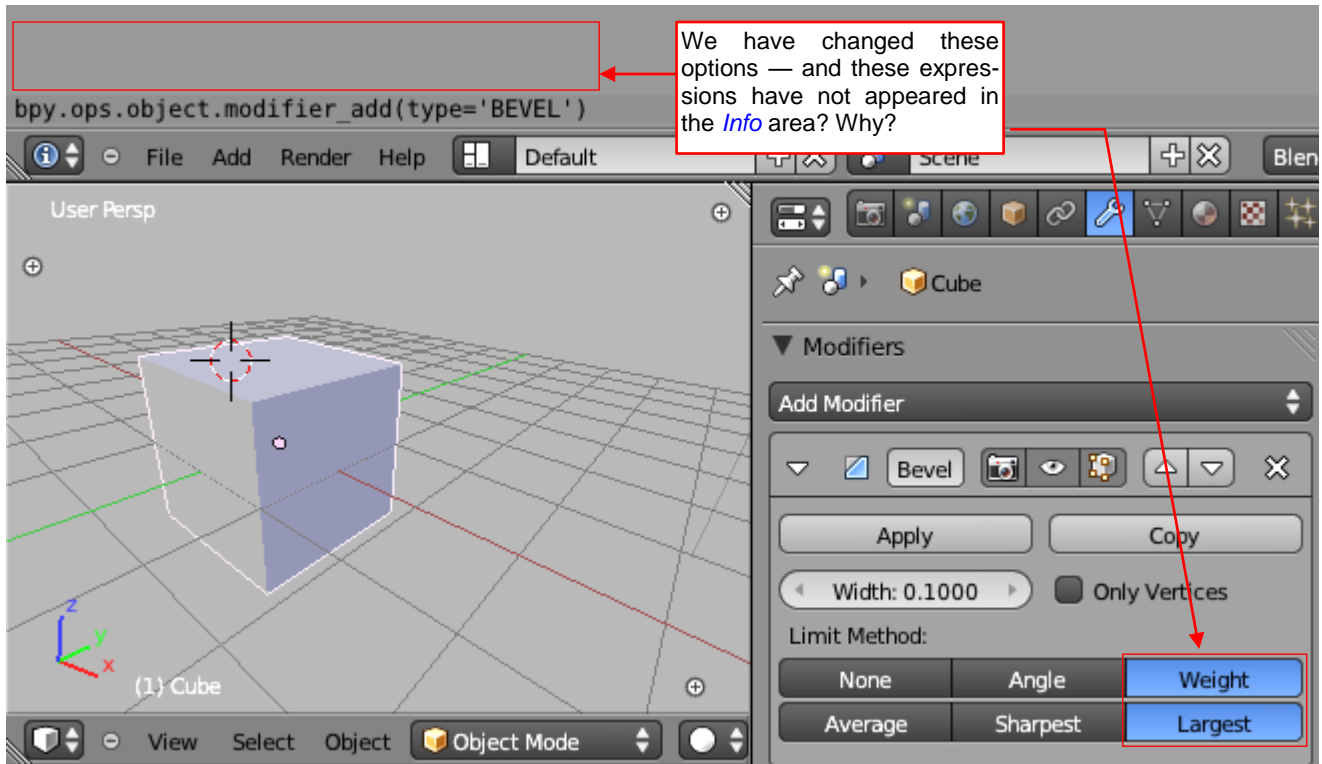 We have changed these
options — and these expres-
sions have not appeared in
the Info area? Why?
bpy.ops.object.modifier_add(type='BEVEL')
File Add Render Help Default Scene Blen
User Persp
Cube
Modifiers
Add Modifier
Bevel
Apply Copy
Width: 0.1000 Only Vertices
Limit Method:
None Angle Weight
Average Sharpest Largest
z
y
x
(1) Cube
View Select Object Object Mode